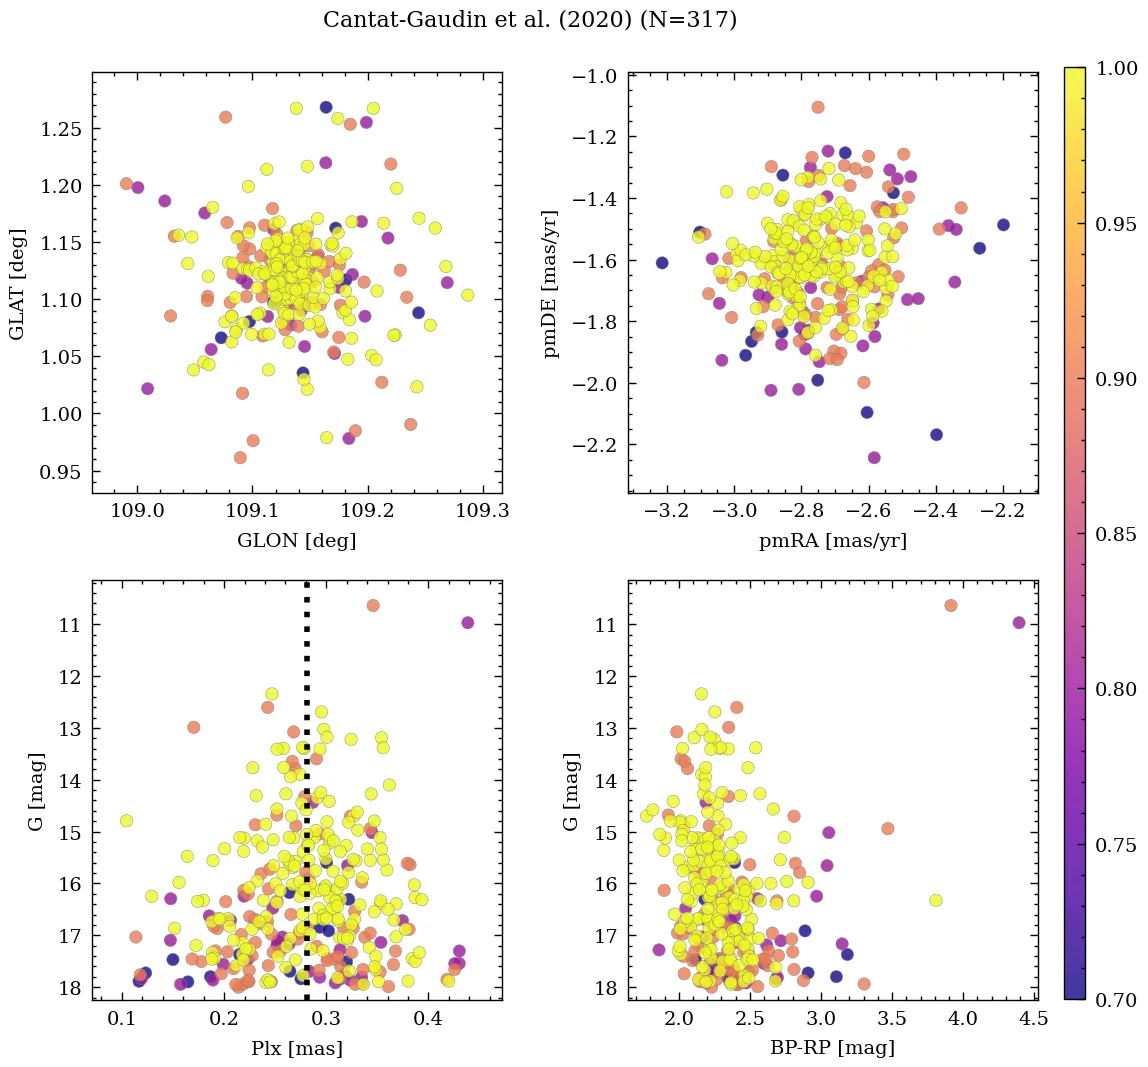 Cantat-Gaudin et al. (2020) (N=317)
GLAT [deg]
1.25
1.20
1.15
1.10
1.05
1.00
0.95
109.0 109.1 109.2 109.3
GLON [deg]
pmDE [mas/yr]
−1.0
−1.2
−1.4
−1.6
−1.8
−2.0
−2.2
−3.2 −3.0 −2.8 −2.6 −2.4 −2.2
pmRA [mas/yr]
G [mag]
11
12
13
14
15
16
17
18
0.1 0.2 0.3 0.4
Plx [mas]
G [mag]
11
12
13
14
15
16
17
18
2.0 2.5 3.0 3.5 4.0 4.5
BP-RP [mag]
1.00
0.95
0.90
0.85
0.80
0.75
0.70